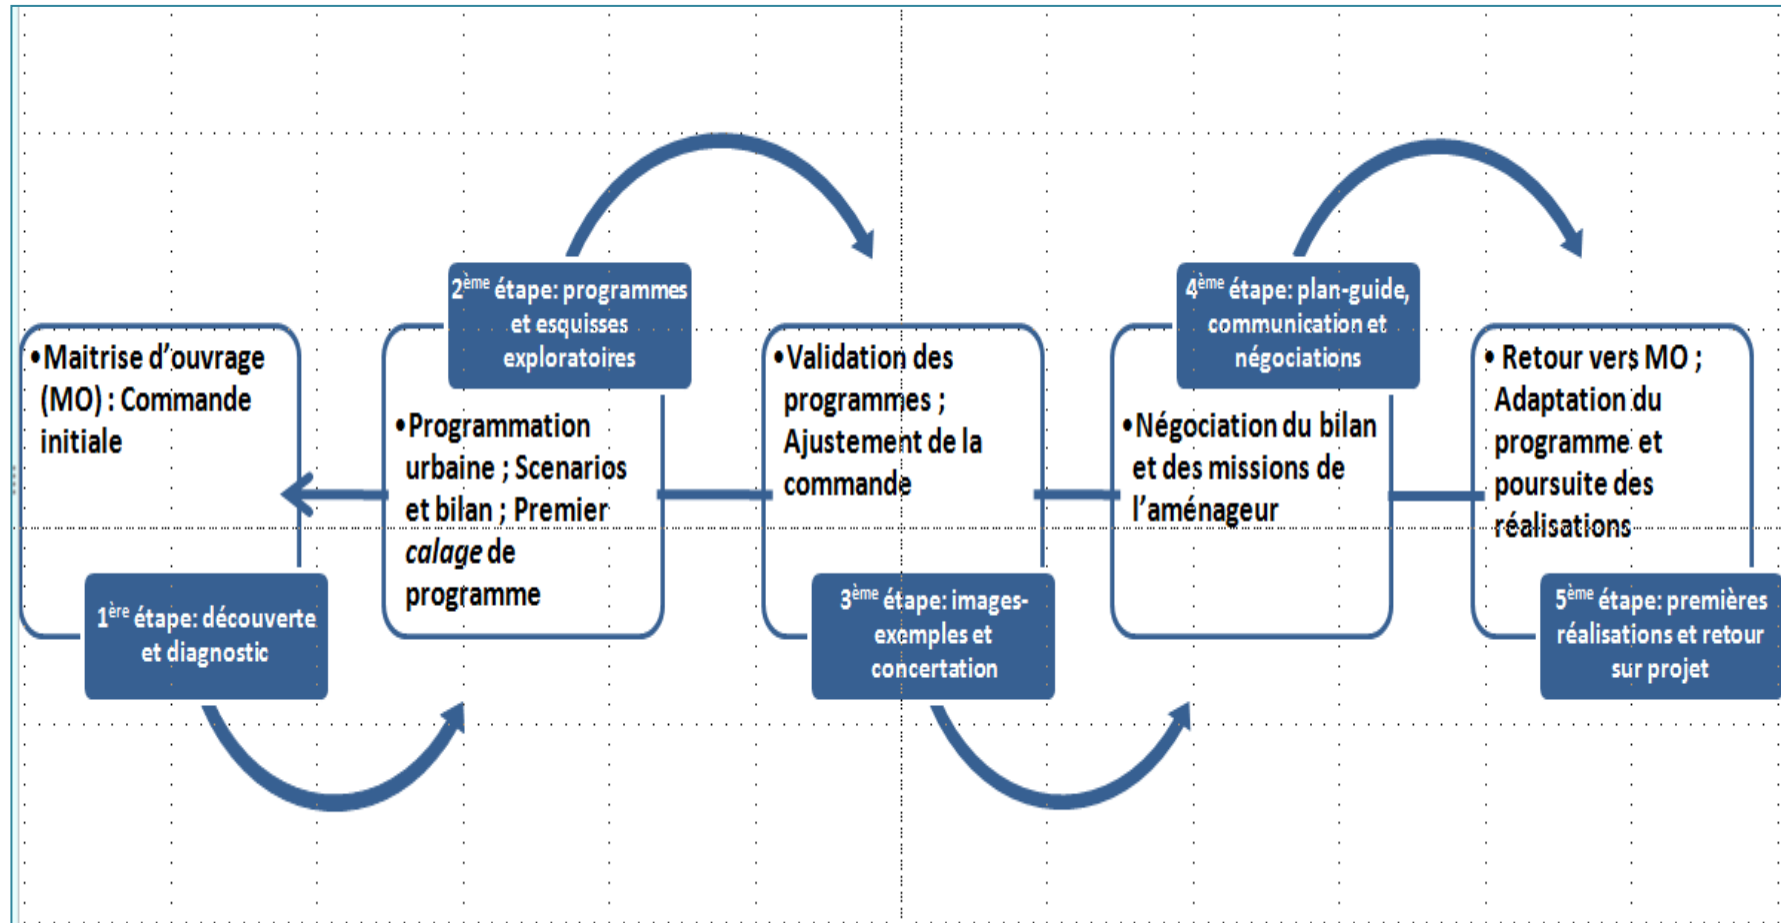 •Maitrise d'ouvrage
(MO) : Commande
initiale
1ère étape: découverte
et diagnostic
2ème étape: programmes
et esquisses
exploratoires
•Programmation
urbaine ; Scenarios
et bilan ; Premier
calage de
programme
•Validation des
programmes ;
Ajustement de la
commande
3ème étape: images-
exemples et
concertation
4ème étape: plan-guide,
communication et
négociations
•Négociation du bilan
et des missions de
l'aménageur
• Retour vers MO ;
Adaptation du
programme et
poursuite des
réalisations
5ème étape: premières
réalisations et retour
sur projet